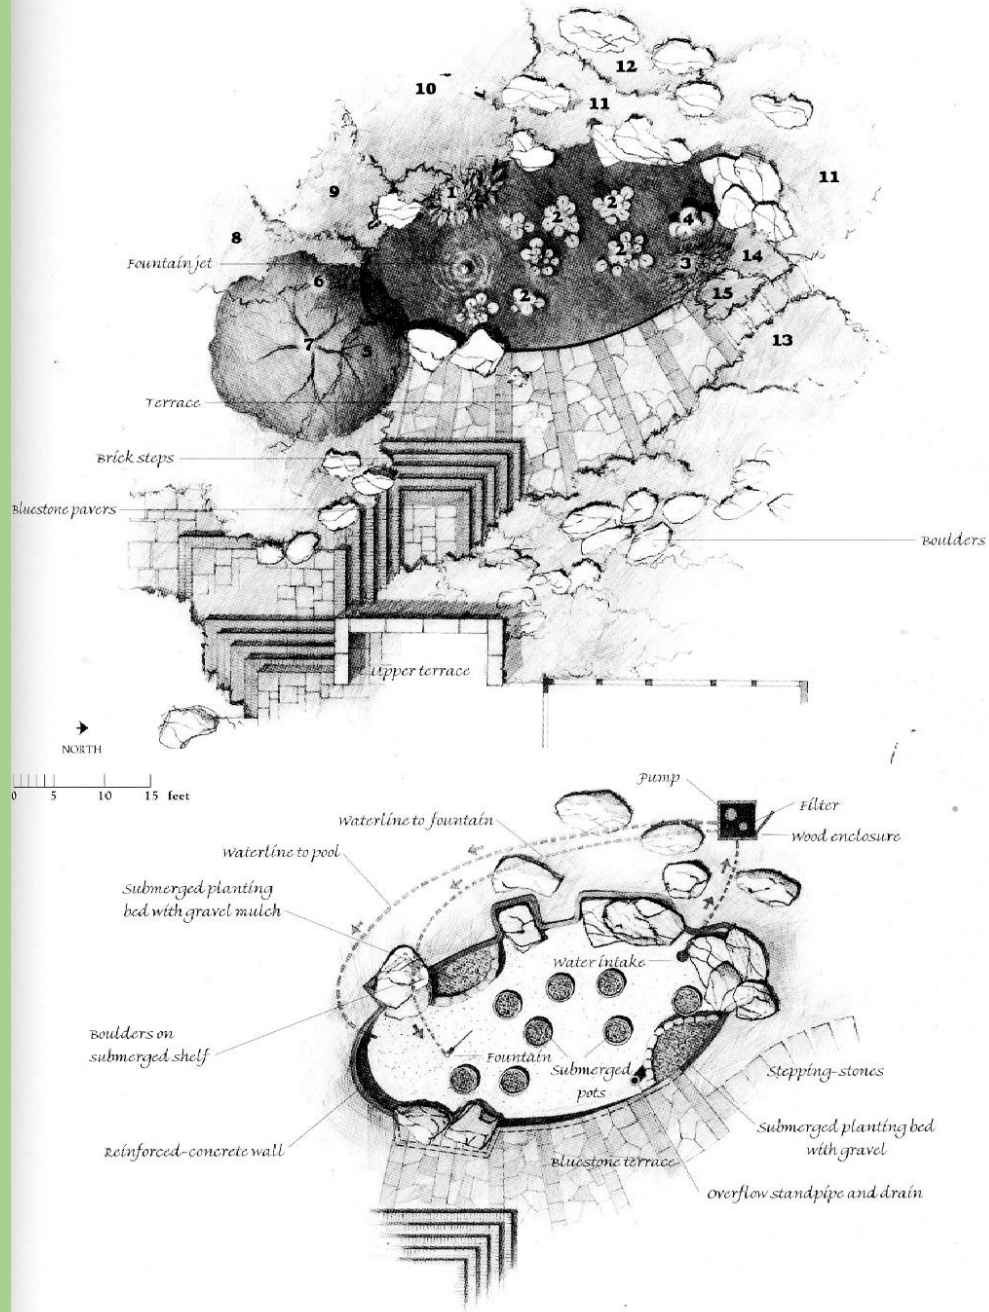 12
10
11
11
9
1
2
2
4
8
14
Fountain jet
2
3
6
15
2
7
5
13
Terrace
Brick steps
Bluestone pavers
Boulders
Upper terrace
NORTH
0 5 10 15 feet
Pump
Filter
Waterline to fountain
Wood enclosure
Waterline to pool
Submerged planting
bed with gravel mulch
Water intake
Boulders on
submerged shelf
Fountain
Submerged
pots
Stepping-stones
Submerged planting bed
with gravel
Reinforced-concrete wall
Bluestone terrace
Overflow standpipe and drain